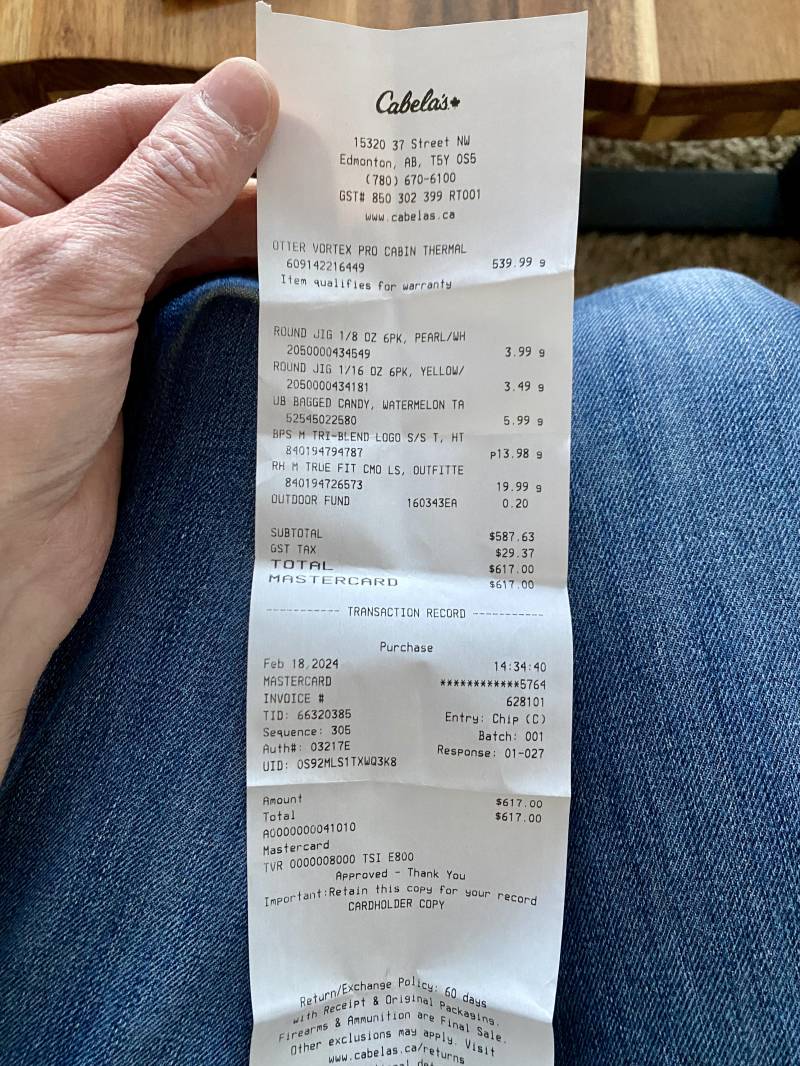 Cabela's
15320 37 Street NW
Edmonton, AB, T5Y 0S5
(780) 670-6100
GST# 850 302 399 RT001
www.cabelas.ca
OTTER VORTEX PRO CABIN THERMAL
609142216449 539.99 g
Item qualifies for warranty
ROUND JIG 1/8 OZ 6PK, PEARL/WH
2050000434549 3.99 g
ROUND JIG 1/16 OZ 6PK, YELLOW/
2050000434181 3.49 g
UB BAGGED CANDY, WATERMELON TA
52545022580 5.99 g
BPS M TRI-BLEND LOGO S/S T, HT
840194794787 P13.98 g
RH M TRUE FIT CMO LS, OUTFITTE
840194726573 19.99 g
OUTDOOR FUND 160343EA 0.20
SUBTOTAL $587.63
GST TAX $29.37
TOTAL $617.00
MASTERCARD $617.00
----------- TRANSACTION RECORD -----------
Purchase
Feb 18,2024 14:34:40
MASTERCARD ************5764
INVOICE # 628101
TID: 66320385 Entry: Chip (C)
Sequence: 305 Batch: 001
Auth#: 03217E Response: 01-027
UID: OS92MLS1TXWQ3K8
Amount $617.00
Total $617.00
A0000000041010
Mastercard
TVR 0000008000 TSI E800
Approved - Thank You
Important:Retain this copy for your record
CARDHOLDER COPY
Return/Exchange Policy: 60 days
with Receipt & Original Packaging.
Firearms & Ammunition are Final Sale.
Other exclusions may apply. Visit
www.cabelas.ca/returns